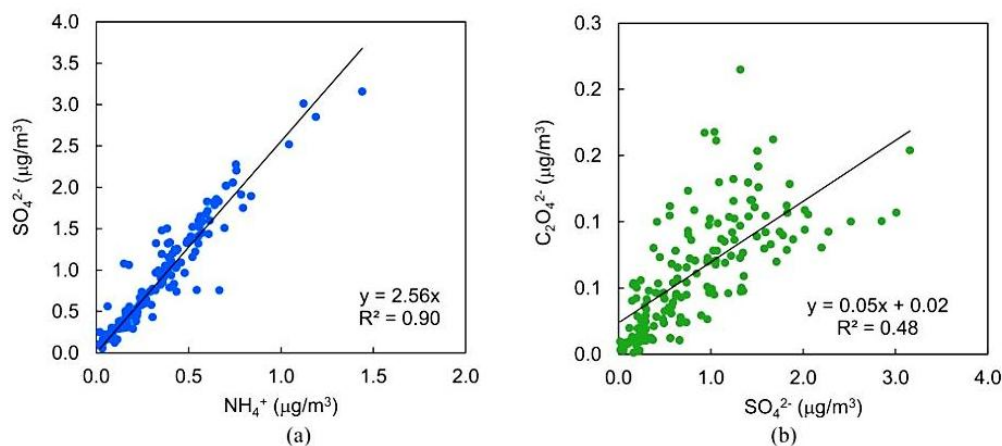 4.0
3.5
3.0
2.5
2.0
1.5
1.0
0.5
0.0
SO₄²⁻ (µg/m³)
y = 2.56x
R² = 0.90
0.0 0.5 1.0 1.5 2.0
NH₄⁺ (µg/m³)
(a)
0.3
0.2
0.2
0.1
0.1
0.0
C₂O₄²⁻ (µg/m³)
y = 0.05x + 0.02
R² = 0.48
0.0 1.0 2.0 3.0 4.0
SO₄²⁻ (µg/m³)
(b)